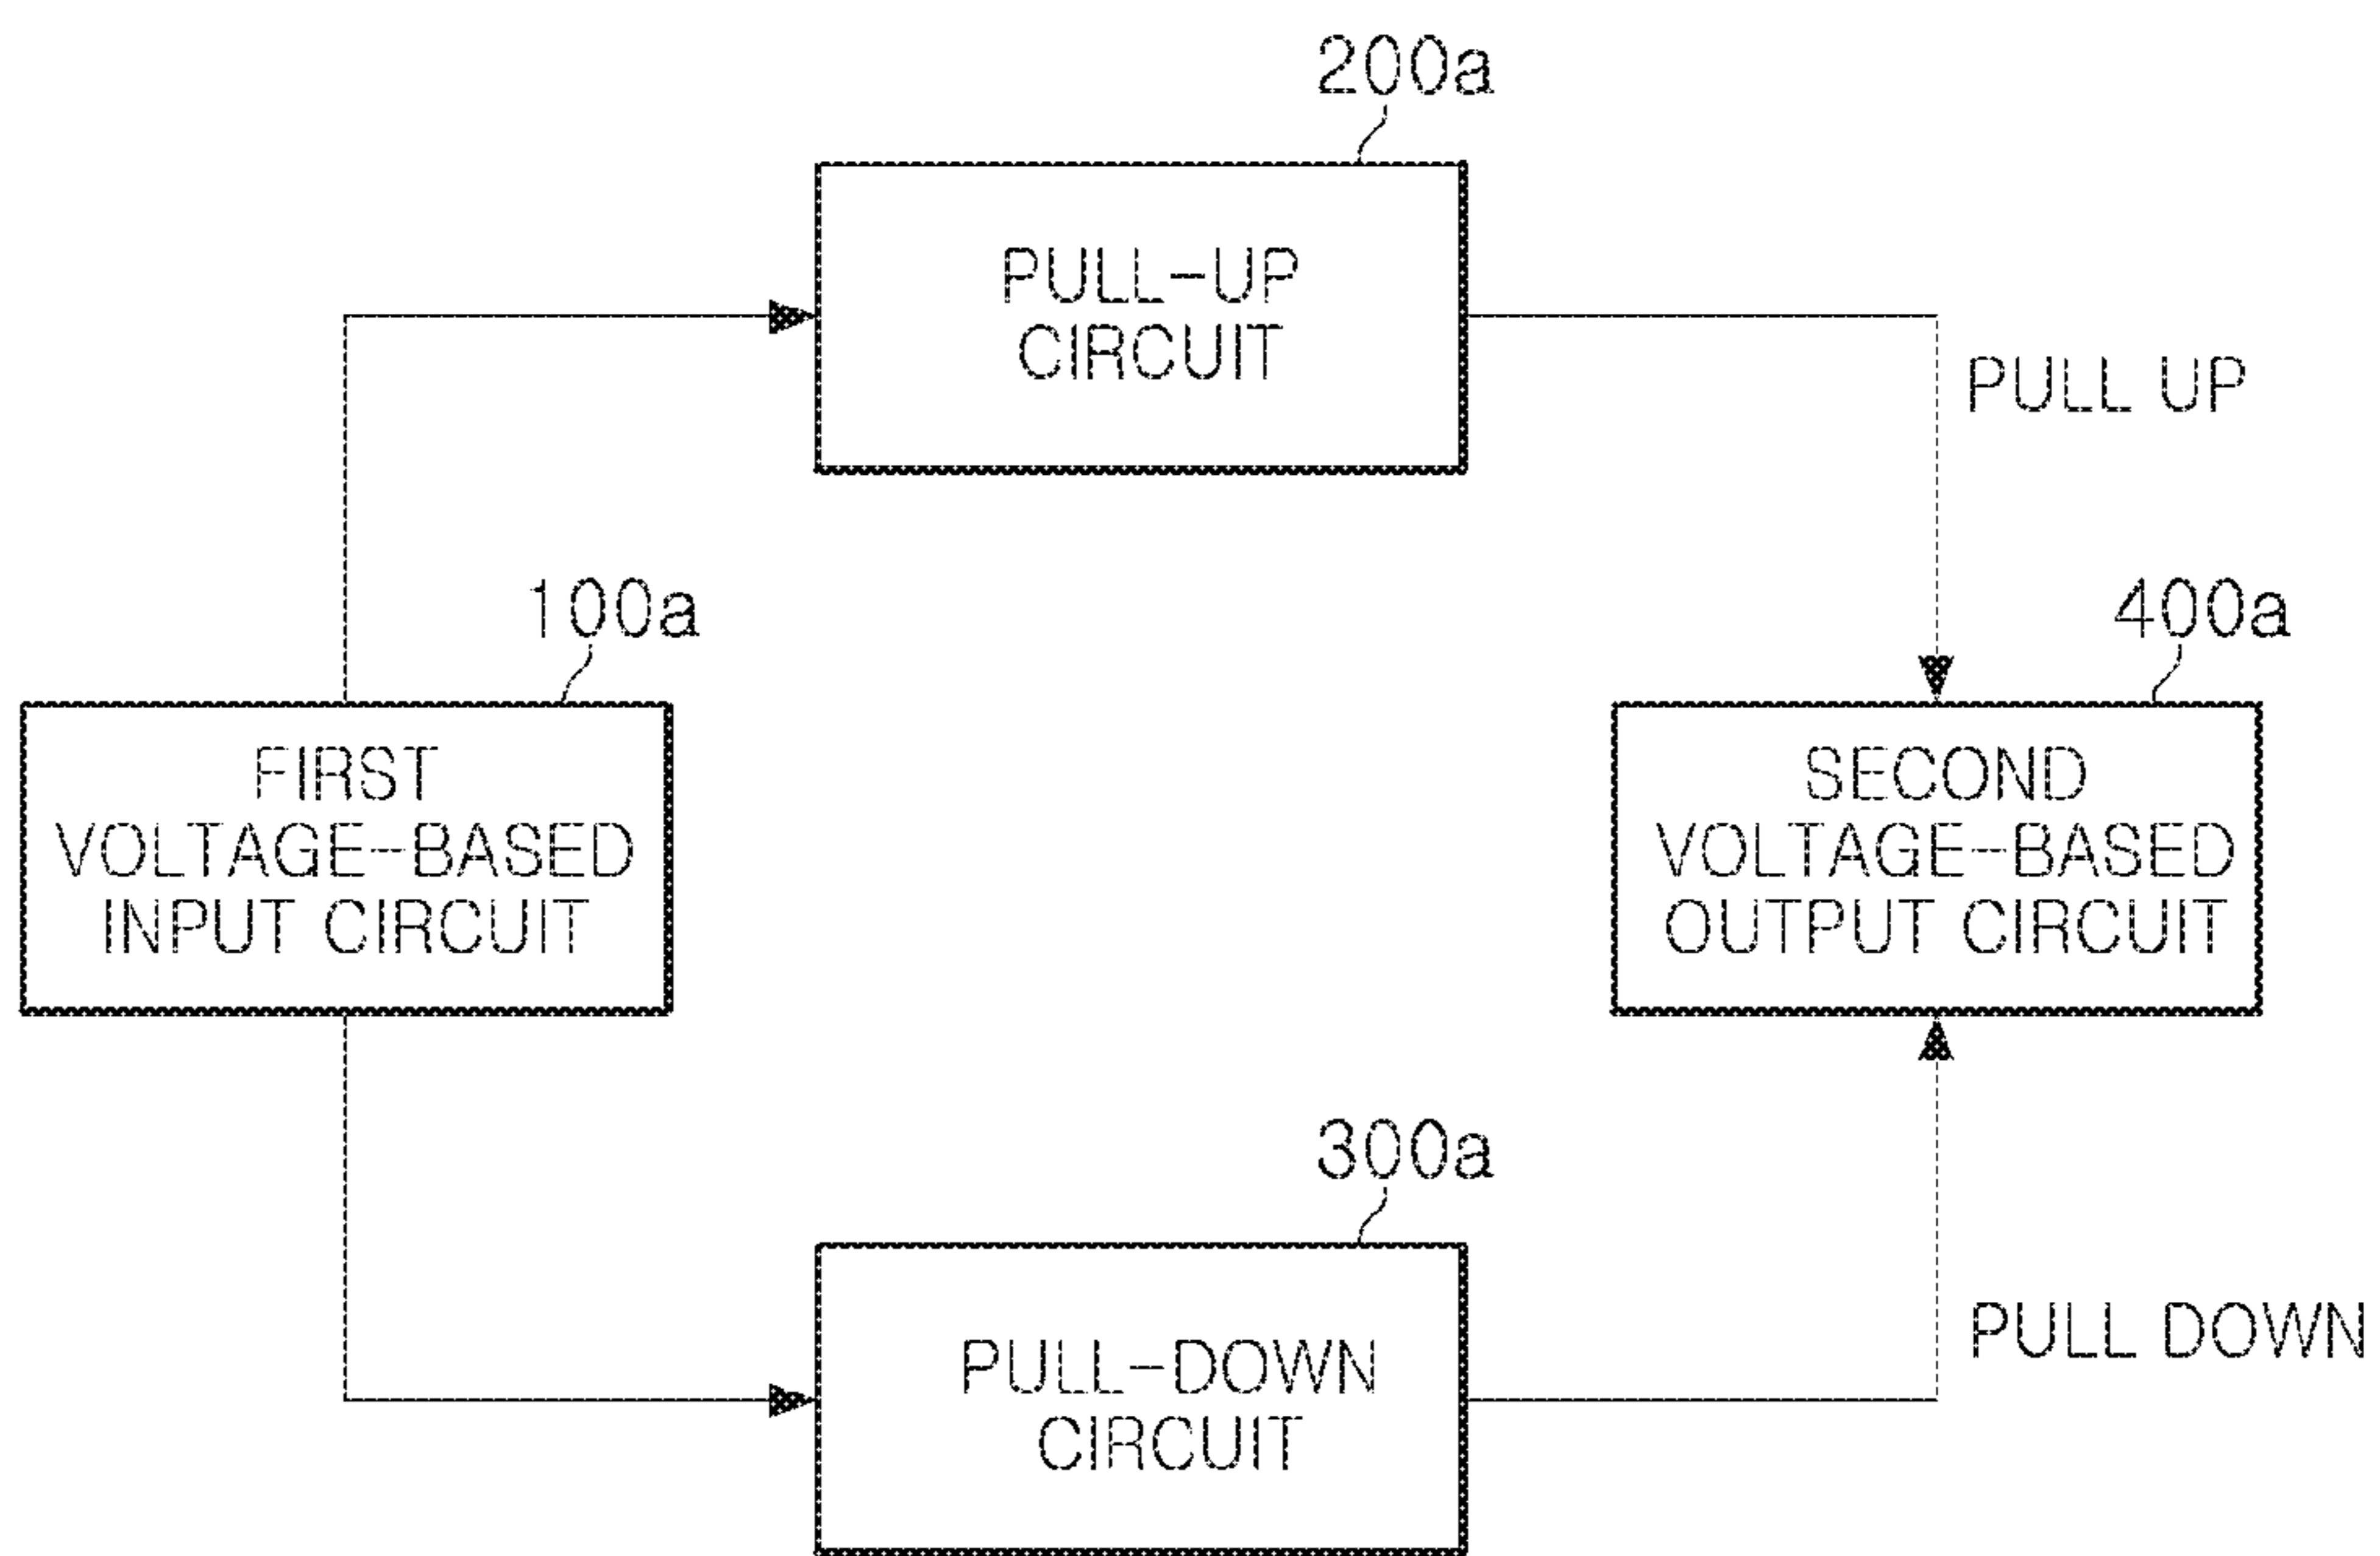 200a
PULL-UP
CIRCUIT
PULL UP
100a
400a
FIRST
VOLTAGE-BASED
INPUT CIRCUIT
SECOND
VOLTAGE-BASED
OUTPUT CIRCUIT
300a
PULL-DOWN
CIRCUIT
PULL DOWN